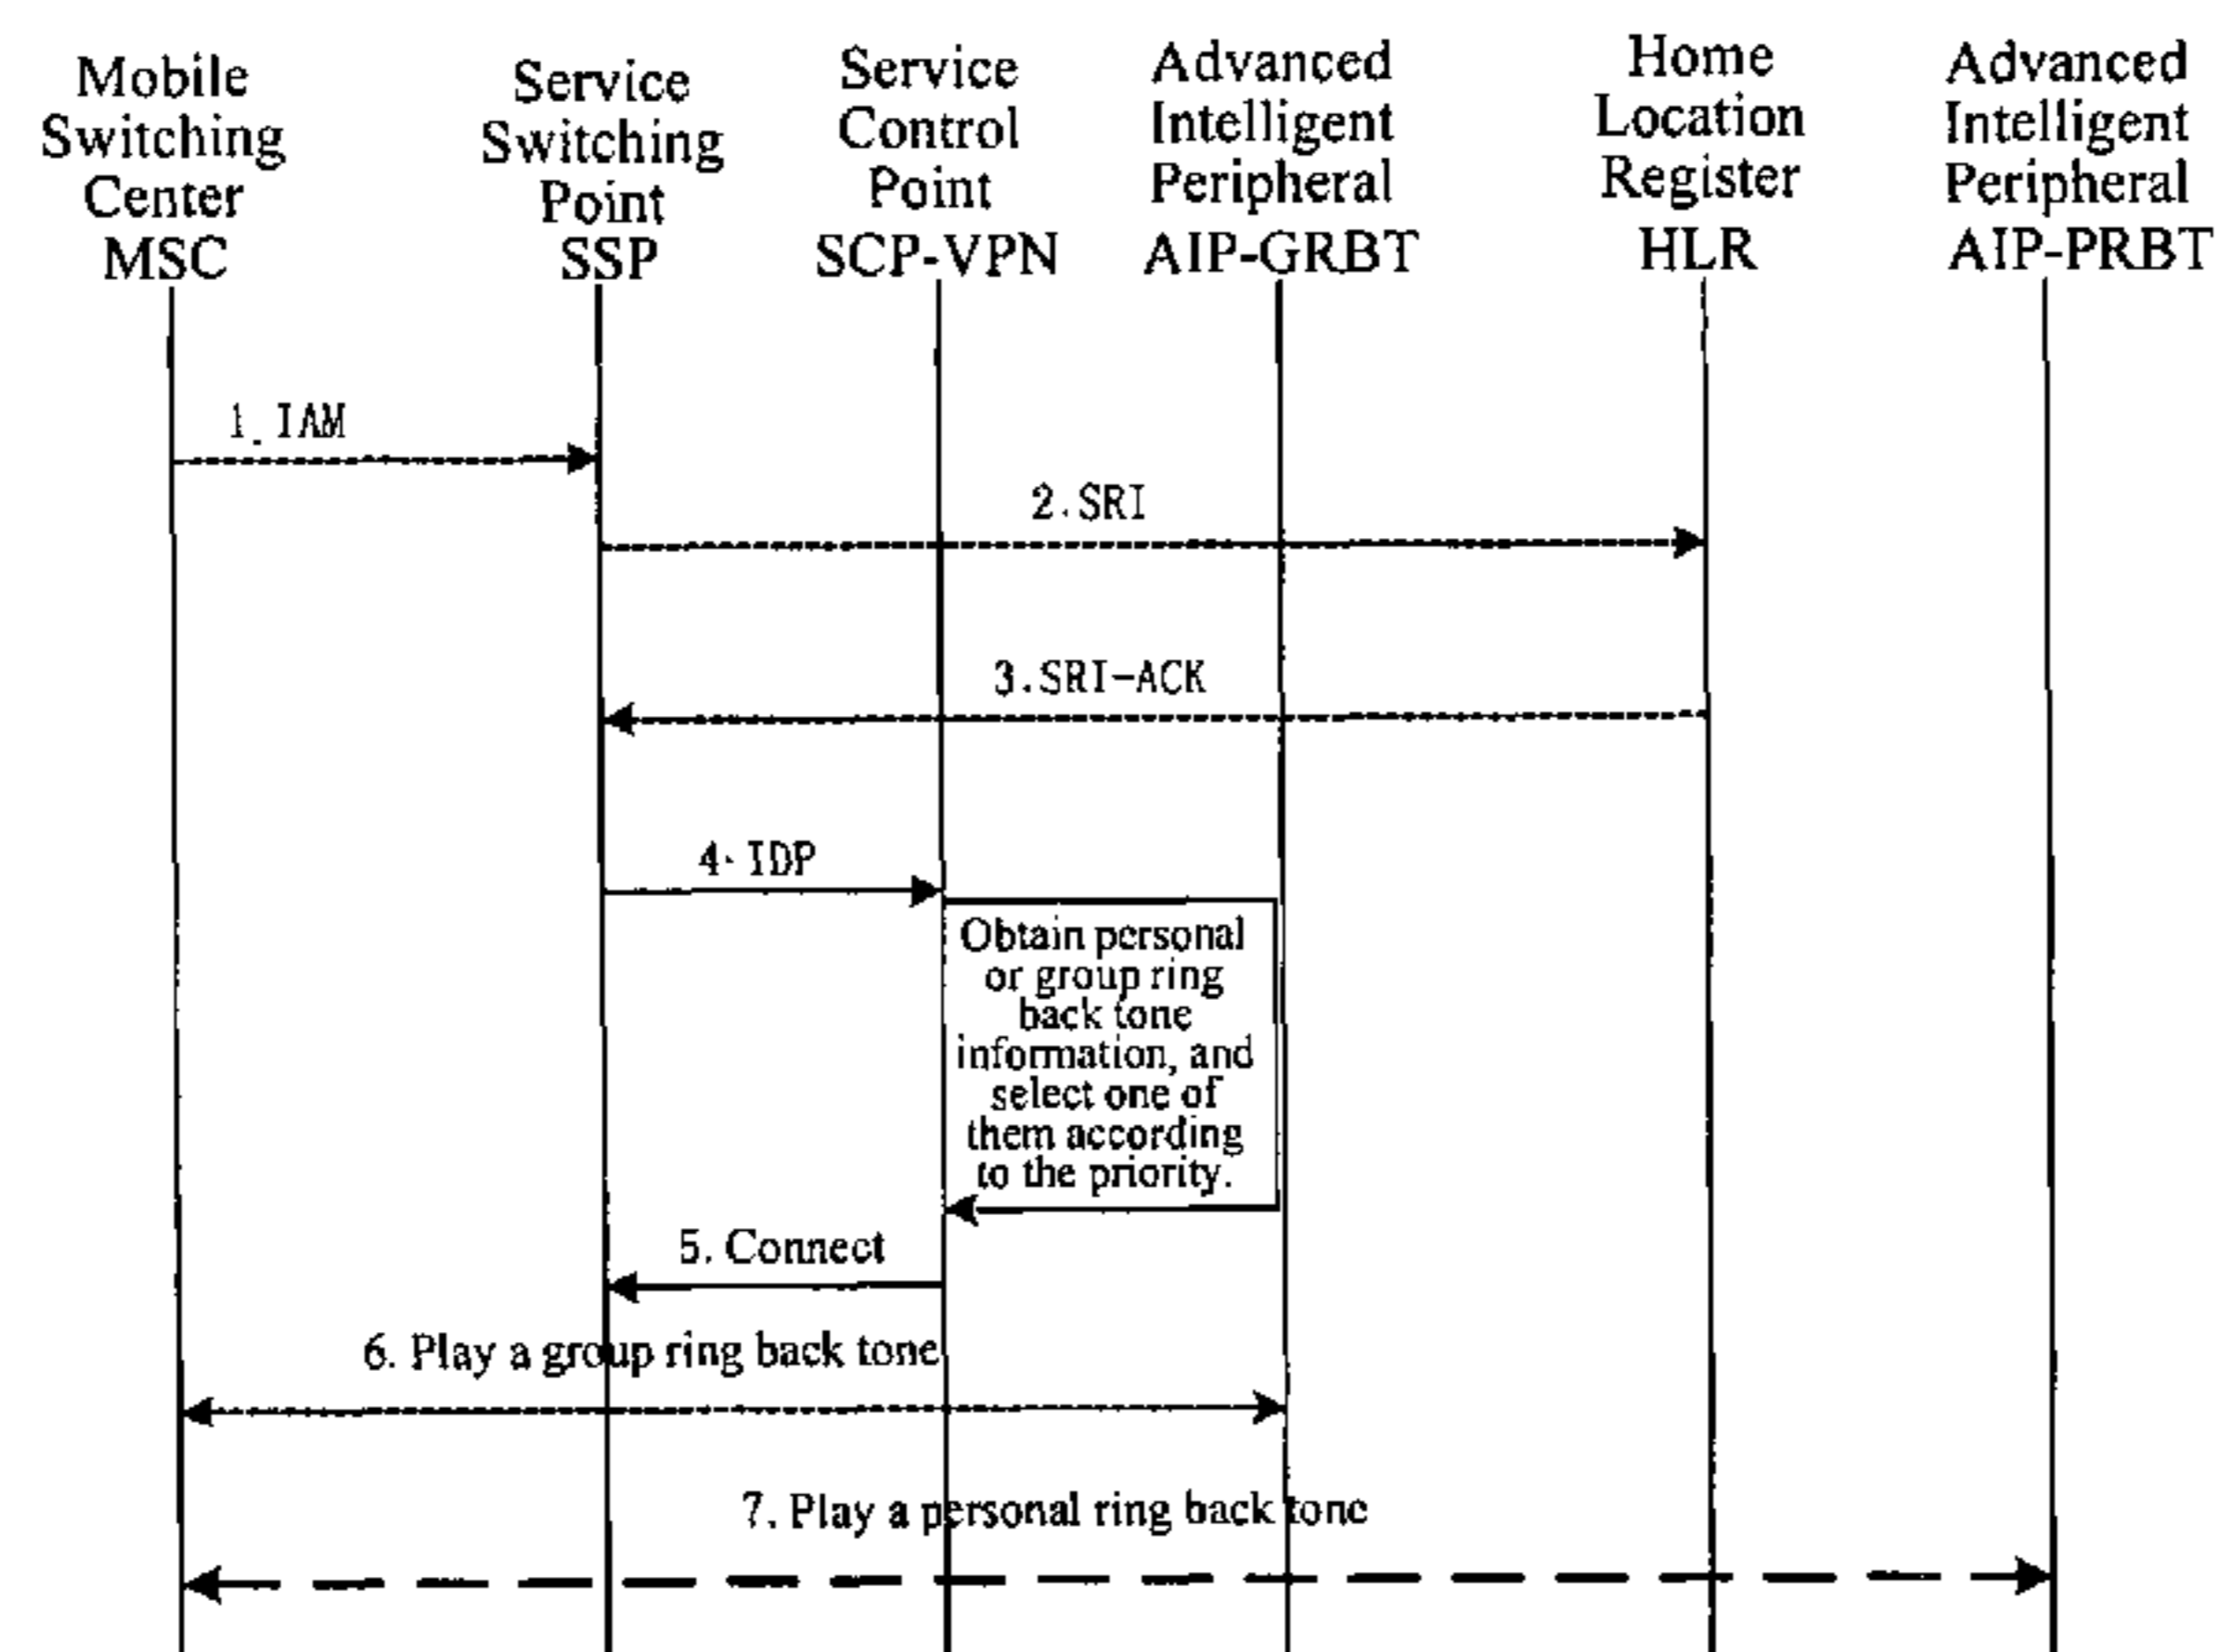 Mobile
Switching
Center
MSC
Service
Switching
Point
SSP
Service
Control
Point
SCP-VPN
Advanced
Intelligent
Peripheral
AIP-GRBT
Home
Location
Register
HLR
Advanced
Intelligent
Peripheral
AIP-PRBT
1. IAM
2.SRI
3.SRI-ACK
4. IDP
Obtain personal
or group ring
back tone
information, and
select one of
them according
to the priority.
5. Connect
6. Play a group ring back tone
7. Play a personal ring back tone